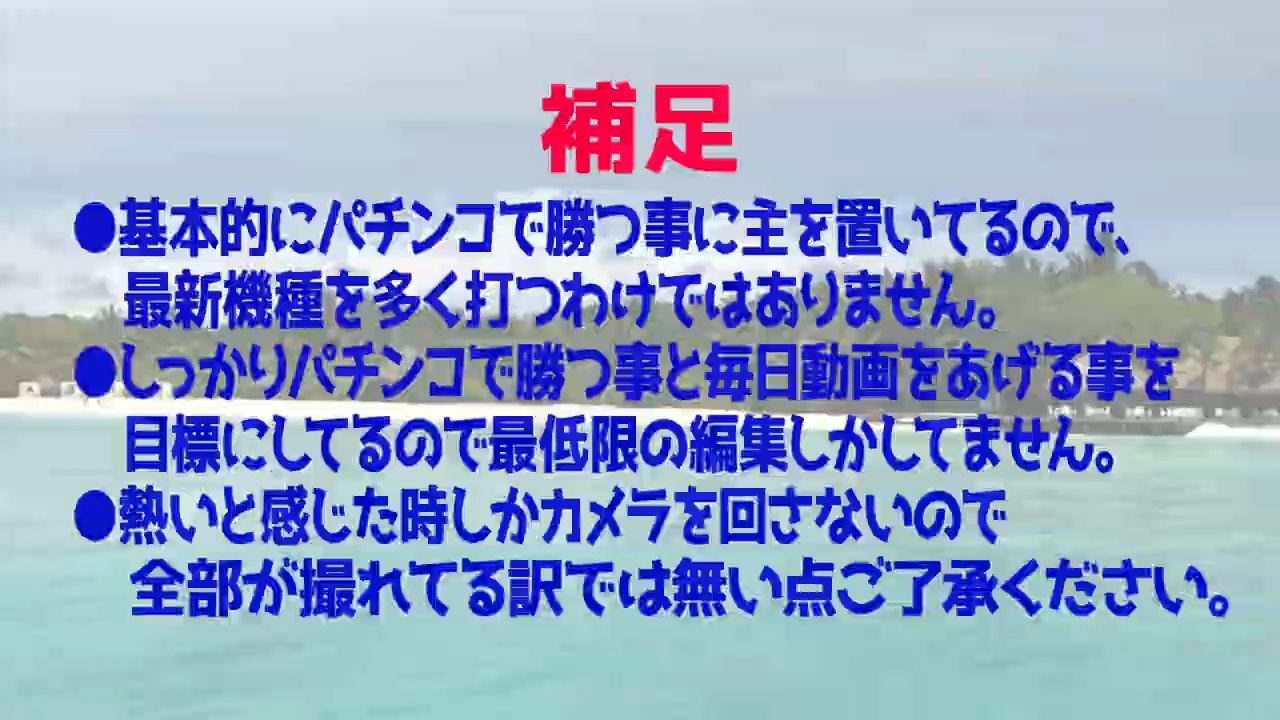 補足
●基本的にパチンコで勝つ事に主を置いてるので、
最新機種を多く打つわけではありません。
●しっかりパチンコで勝つ事と毎日動画をあげる事を
目標にしてるので最低限の編集しかしてません。
●熱いと感じた時しかカメラを回さないので
全部が撮れてる訳では無い点ご了承ください。